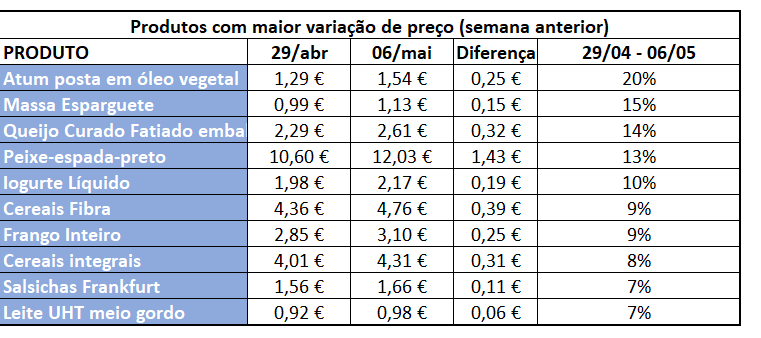 Produtos com maior variação de preço (semana anterior)
PRODUTO 29/abr 06/mai Diferença 29/04 - 06/05
Atum posta em óleo vegetal 1,29 € 1,54 € 0,25 € 20%
Massa Esparguete 0,99 € 1,13 € 0,15 € 15%
Queijo Curado Fatiado emba 2,29 € 2,61 € 0,32 € 14%
Peixe-espada-preto 10,60 € 12,03 € 1,43 € 13%
Iogurte Líquido 1,98 € 2,17 € 0,19 € 10%
Cereais Fibra 4,36 € 4,76 € 0,39 € 9%
Frango Inteiro 2,85 € 3,10 € 0,25 € 9%
Cereais integrais 4,01 € 4,31 € 0,31 € 8%
Salsichas Frankfurt 1,56 € 1,66 € 0,11 € 7%
Leite UHT meio gordo 0,92 € 0,98 € 0,06 € 7%